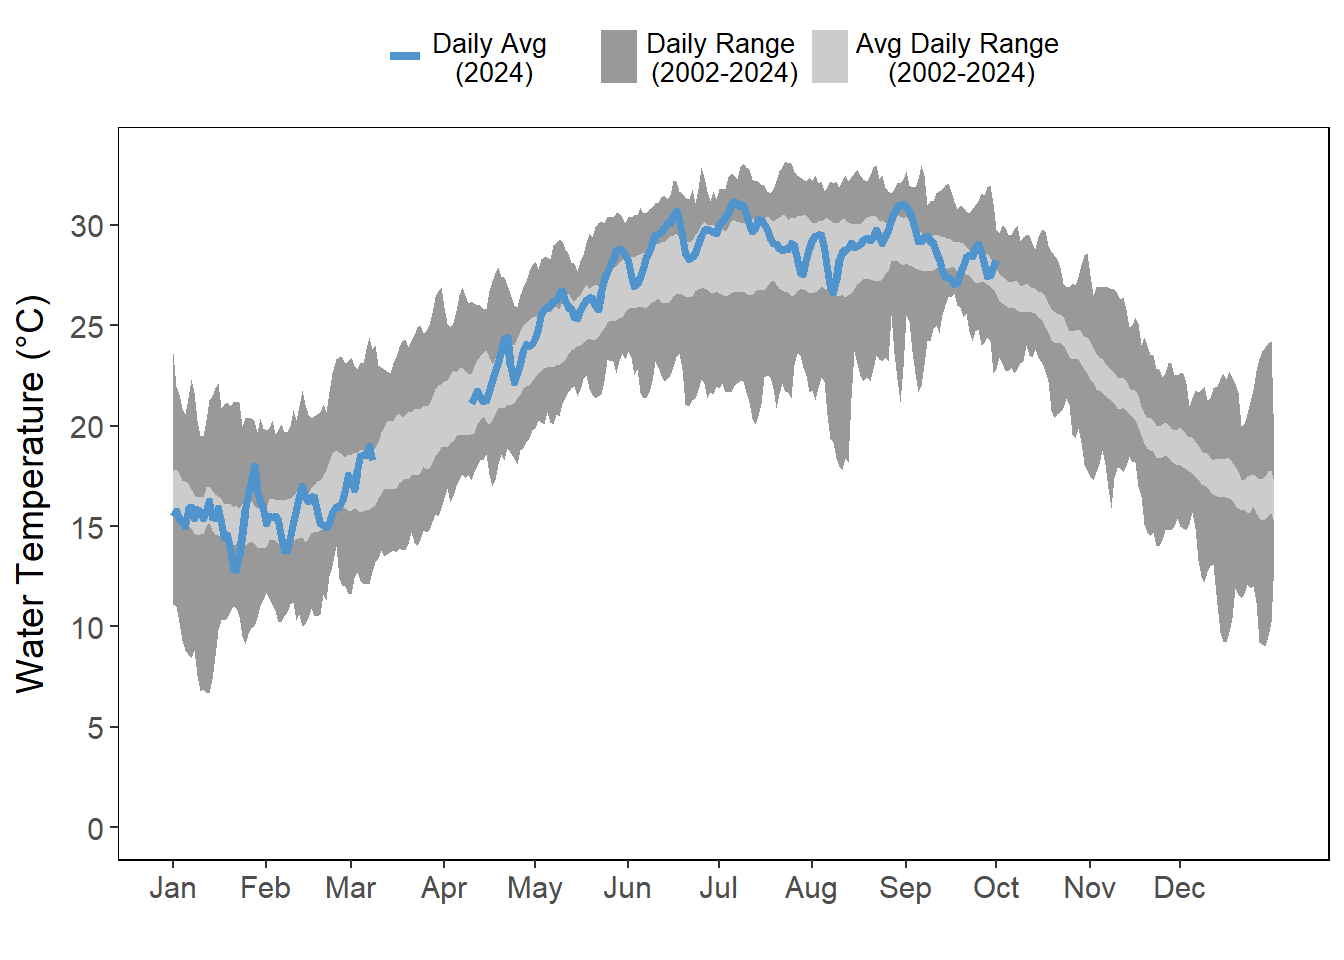 Daily Avg
(2024)
Daily Range
(2002-2024)
Avg Daily Range
(2002-2024)
Water Temperature (°C)
30
25
20
15
10
5
0
Jan Feb Mar Apr May Jun Jul Aug Sep Oct Nov Dec